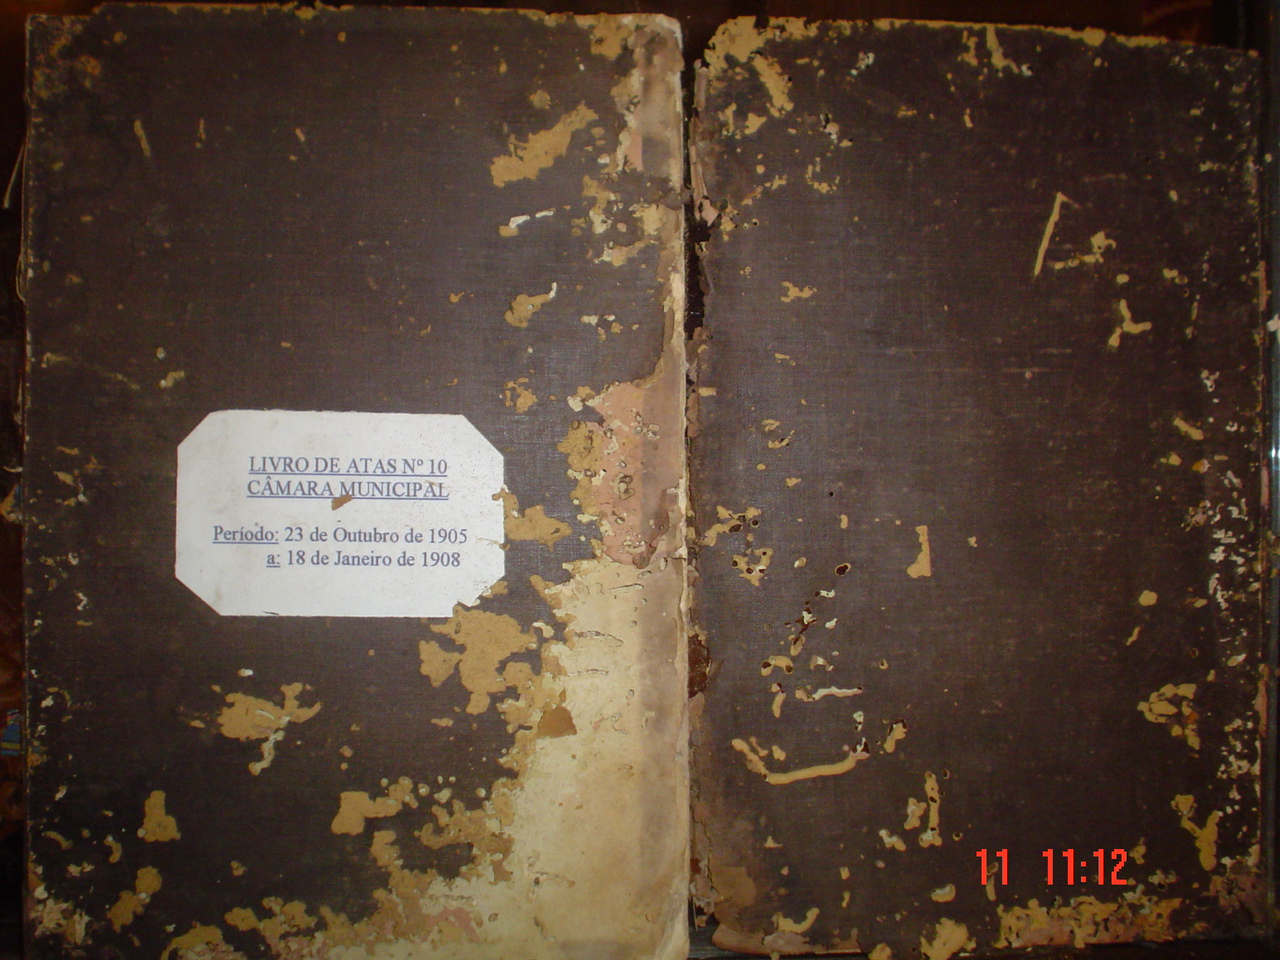 LIVRO DE ATAS Nº 10
CÂMARA MUNICIPAL
Período: 23 de Outubro de 1905
a: 18 de Janeiro de 1908
11 11:12